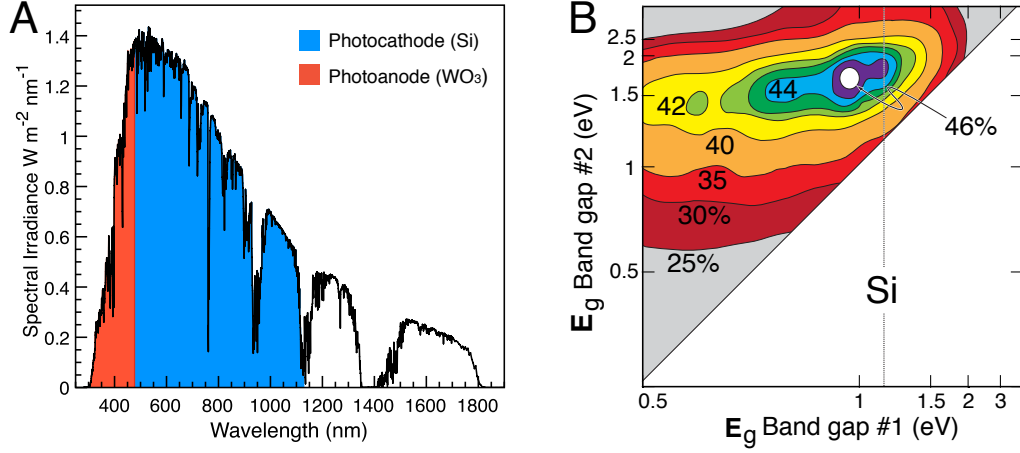 A
Spectral Irradiance W m⁻² nm⁻¹
1.4
1.2
1
0.8
0.6
0.4
0.2
0
Photocathode (Si)
Photoanode (WO₃)
400 600 800 1000 1200 1400 1600 1800
Wavelength (nm)
B
Eg Band gap #2 (eV)
2.5
2
1.5
1
0.5
44
42
46%
40
35
30%
25%
Si
0.5 1 1.5 2 3
Eg Band gap #1 (eV)